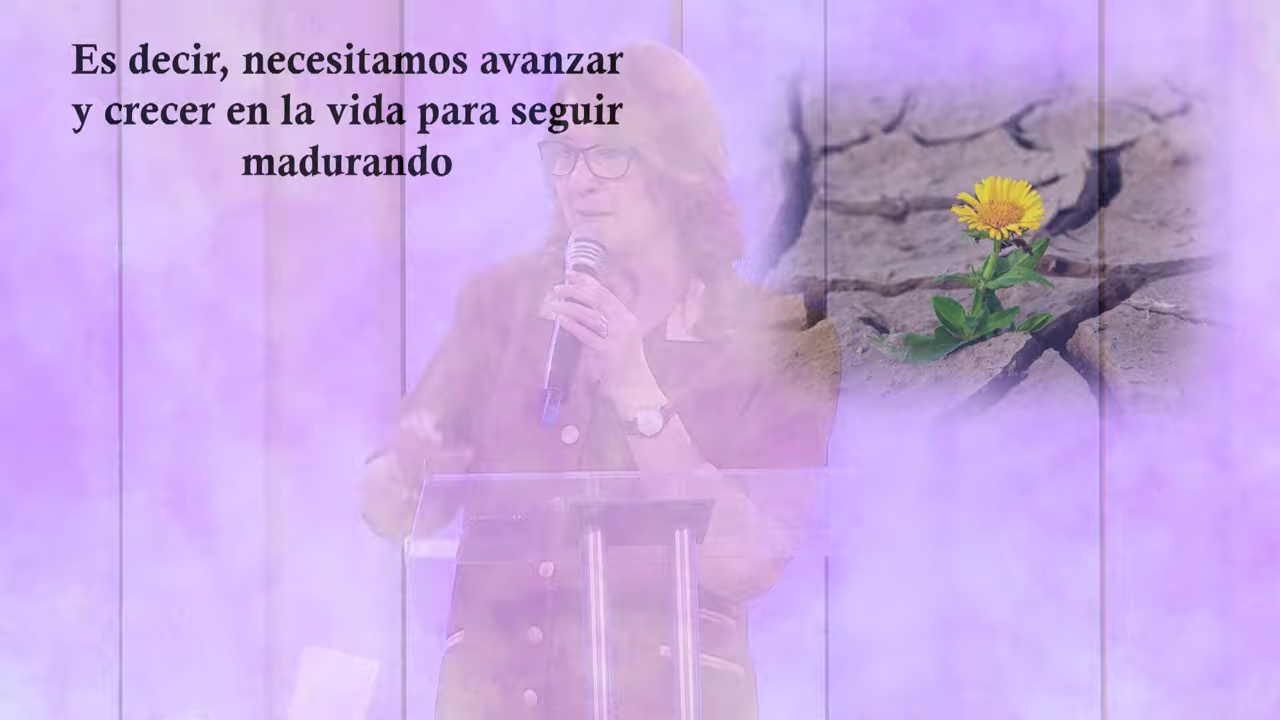 Es decir, necesitamos avanzar
y crecer en la vida para seguir
madurando